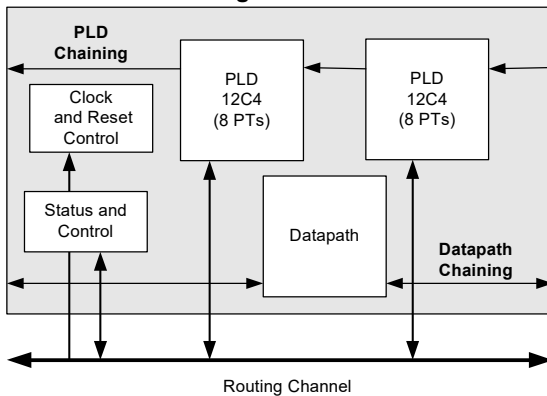 PLD
Chaining
PLD
12C4
(8 PTs)
PLD
12C4
(8 PTs)
Clock
and Reset
Control
Status and
Control
Datapath
Datapath
Chaining
Routing Channel